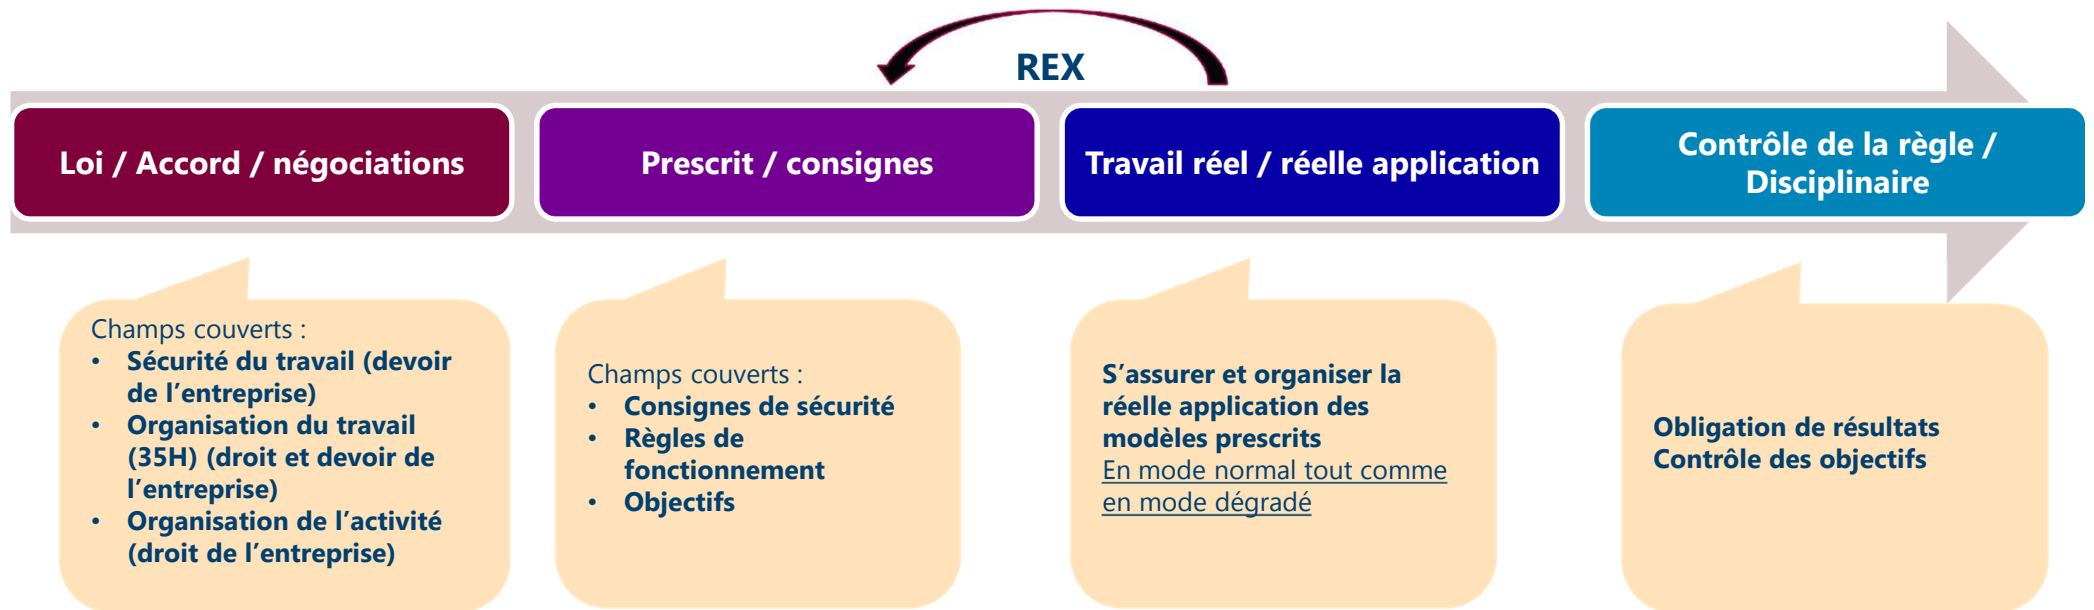 REX
Loi / Accord / négociations
Prescrit / consignes
Travail réel / réelle application
Contrôle de la règle /
Disciplinaire
Champs couverts :
• Sécurité du travail (devoir
de l’entreprise)
• Organisation du travail
(35H) (droit et devoir de
l’entreprise)
• Organisation de l’activité
(droit de l’entreprise)
Champs couverts :
• Consignes de sécurité
• Règles de
fonctionnement
• Objectifs
S’assurer et organiser la
réelle application des
modèles prescrits
En mode normal tout comme
en mode dégradé
Obligation de résultats
Contrôle des objectifs